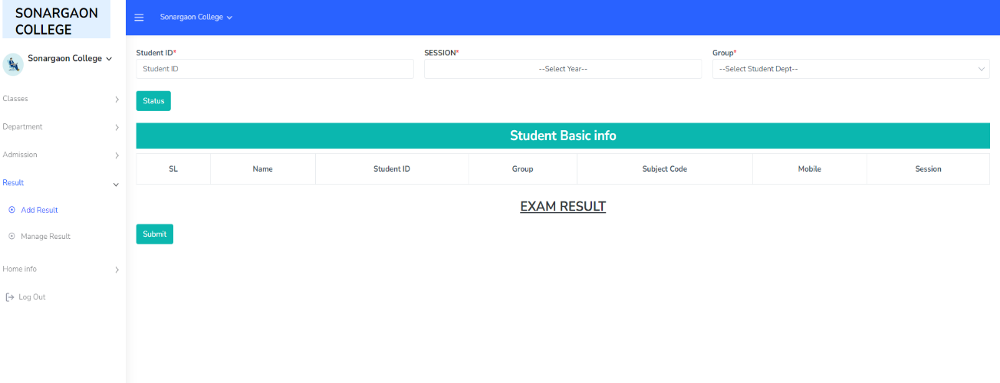 SONARGAON
COLLEGE
Sonargaon College
Sonargaon College
Classes
Department
Admission
Result
Add Result
Manage Result
Home info
Log Out
Student ID*
SESSION*
Group*
Student ID
--Select Year--
--Select Student Dept--
Status
Student Basic info
SL Name Student ID Group Subject Code Mobile Session
EXAM RESULT
Submit